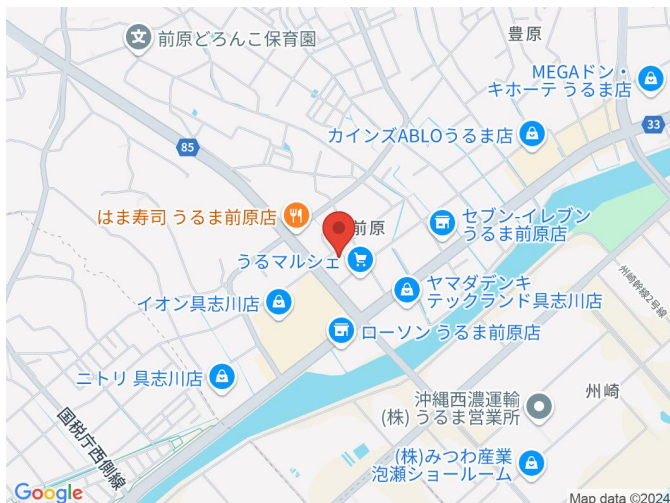 前原どろんこ保育園
豊原
MEGAドン・
キホーテ うるま店
33
カインズABLOうるま店
85
はま寿司 うるま前原店
前原
セブン-イレブン
うるま前原店
うるマルシェ
ヤマダデンキ
テックランド具志川店
州崎幹線2号線
イオン具志川店
ローソン うるま前原店
ニトリ 具志川店
沖縄西濃運輸
(株) うるま営業所
州崎
国税庁西側線
(株)みつわ産業
泡瀬ショールーム
Google
Map data ©2024